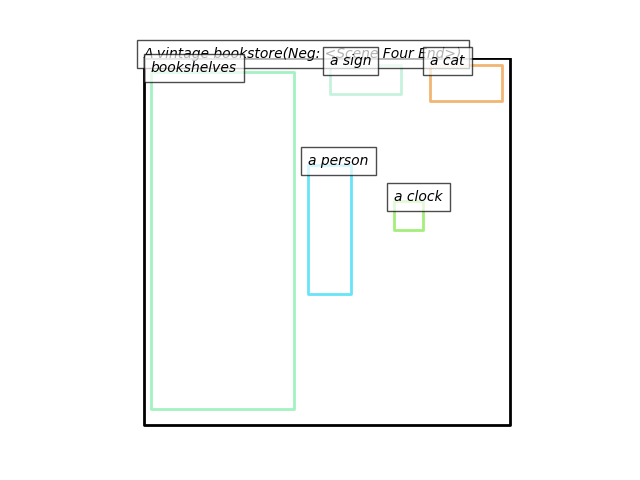 A vintage bookstore(Neg: <Scene Four End>)
bookshelves
a sign
a cat
a person
a clock